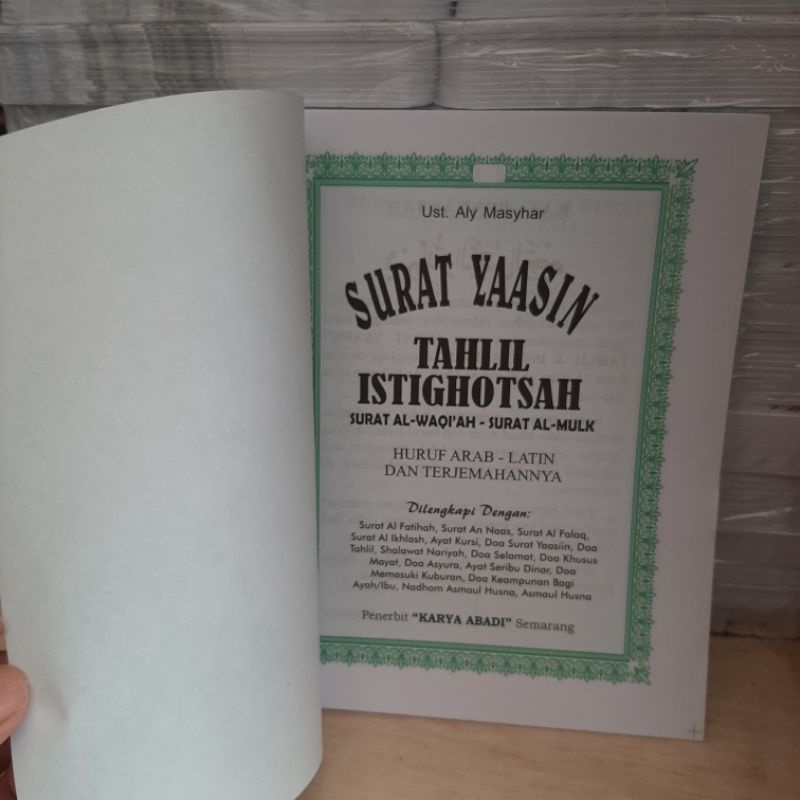 Ust. Aly Masyhar
SURAT YAASIN
TAHLIL
ISTIGHOTSAH
SURAT AL-WAQI'AH - SURAT AL-MULK
HURUF ARAB - LATIN
DAN TERJEMAHANNYA
Dilengkapi Dengan:
Surat Al Fatihah, Surat An Naas, Surat Al Falaq,
Surat Al Ikhlash, Ayat Kursi, Doa Surat Yaasiin, Doa
Tahlil, Shalawat Nariyah, Doa Selamat, Doa Khusus
Mayat, Doa Asyura, Ayat Seribu Dinar, Doa
Memasuki Kuburan, Doa Keampunan Bagi
Ayah/Ibu, Nadhom Asmaul Husna, Asmaul Husna
Penerbit "KARYA ABADI" Semarang